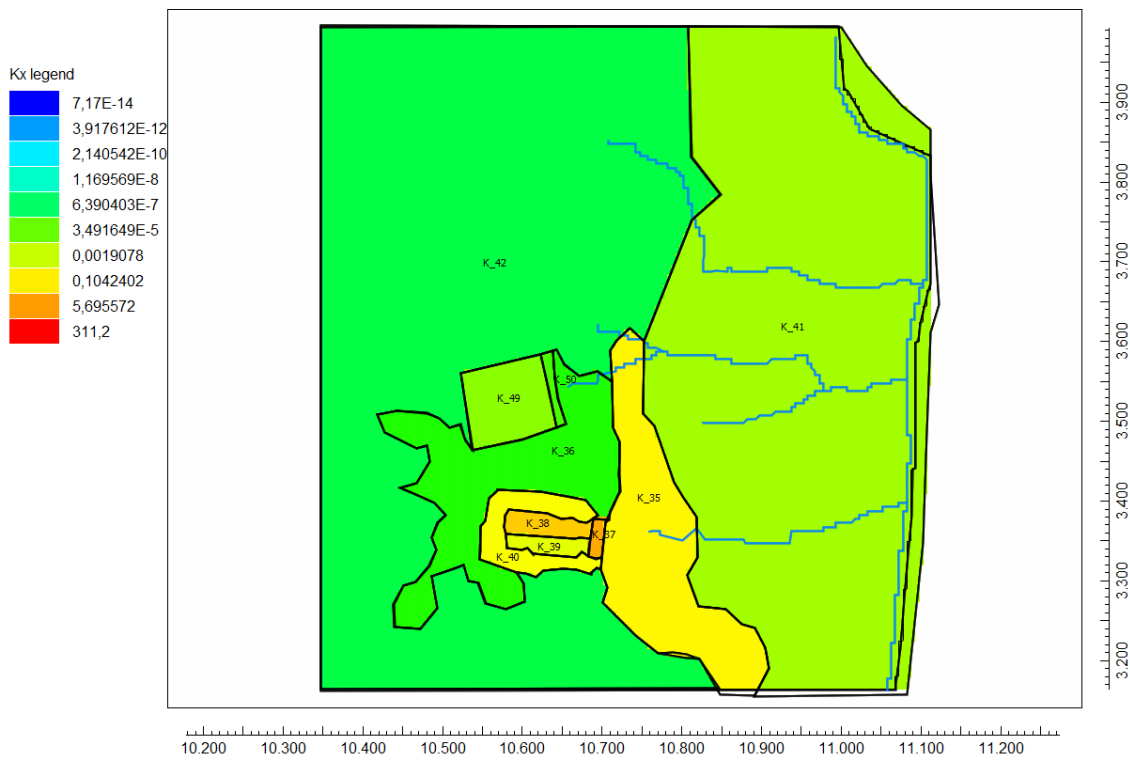 Kx legend
7,17E-14
3,917612E-12
2,140542E-10
1,169569E-8
6,390403E-7
3,491649E-5
0,0019078
0,1042402
5,695572
311,2
K_42
K_41
K_50
K_49
K_36
K_35
K_38
K_37
K_39
K_40
3.900
3.800
3.700
3.600
3.500
3.400
3.300
3.200
10.200 10.300 10.400 10.500 10.600 10.700 10.800 10.900 11.000 11.100 11.200